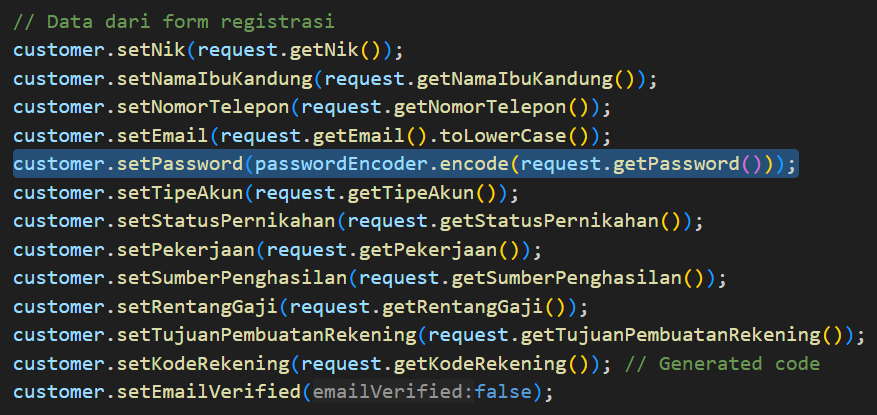 // Data dari form registrasi
customer.setNik(request.getNik());
customer.setNamaIbuKandung(request.getNamaIbuKandung());
customer.setNomorTelepon(request.getNomorTelepon());
customer.setEmail(request.getEmail().toLowerCase());
customer.setPassword(passwordEncoder.encode(request.getPassword()));
customer.setTipeAkun(request.getTipeAkun());
customer.setStatusPernikahan(request.getStatusPernikahan());
customer.setPekerjaan(request.getPekerjaan());
customer.setSumberPenghasilan(request.getSumberPenghasilan());
customer.setRentangGaji(request.getRentangGaji());
customer.setTujuanPembuatanRekening(request.getTujuanPembuatanRekening());
customer.setKodeRekening(request.getKodeRekening()); // Generated code
customer.setEmailVerified(emailVerified:false);